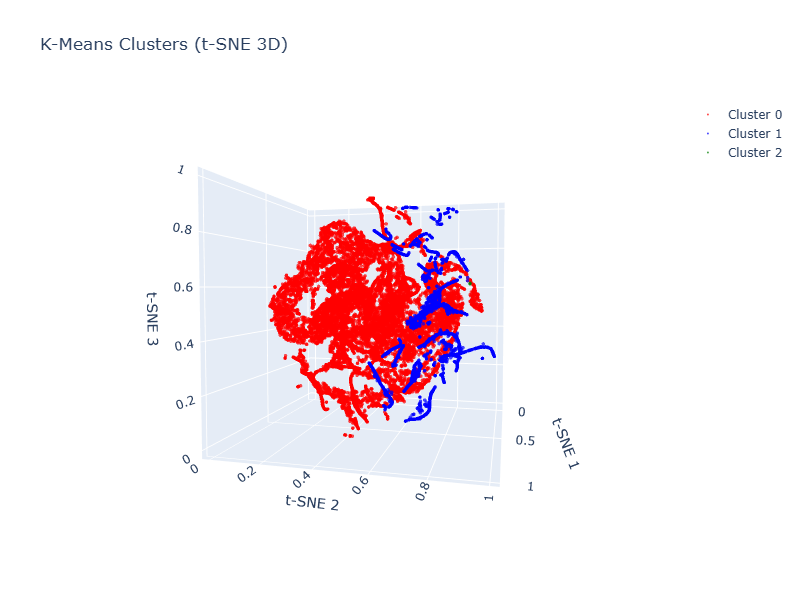 K-Means Clusters (t-SNE 3D)
Cluster 0
Cluster 1
Cluster 2
1
0.8
0.6
0.4
0.2
0
t-SNE 3
0
0.2
0.4
0.6
0.8
1
t-SNE 2
0
0.5
1
t-SNE 1